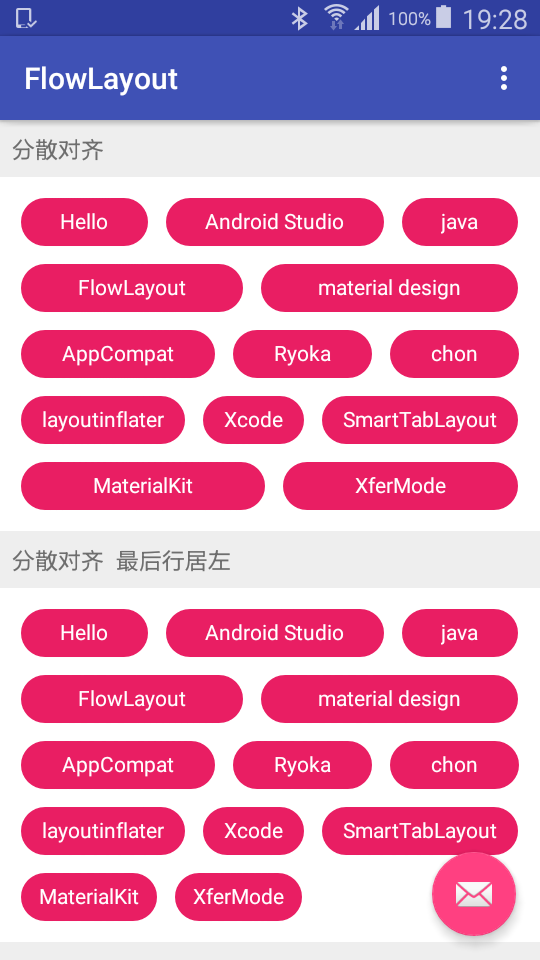 100% 19:28
FlowLayout
分散对齐
Hello Android Studio java
FlowLayout material design
AppCompat Ryoka chon
layoutinflater Xcode SmartTabLayout
MaterialKit XferMode
分散对齐 最后行居左
Hello Android Studio java
FlowLayout material design
AppCompat Ryoka chon
layoutinflater Xcode SmartTabLayout
MaterialKit XferMode